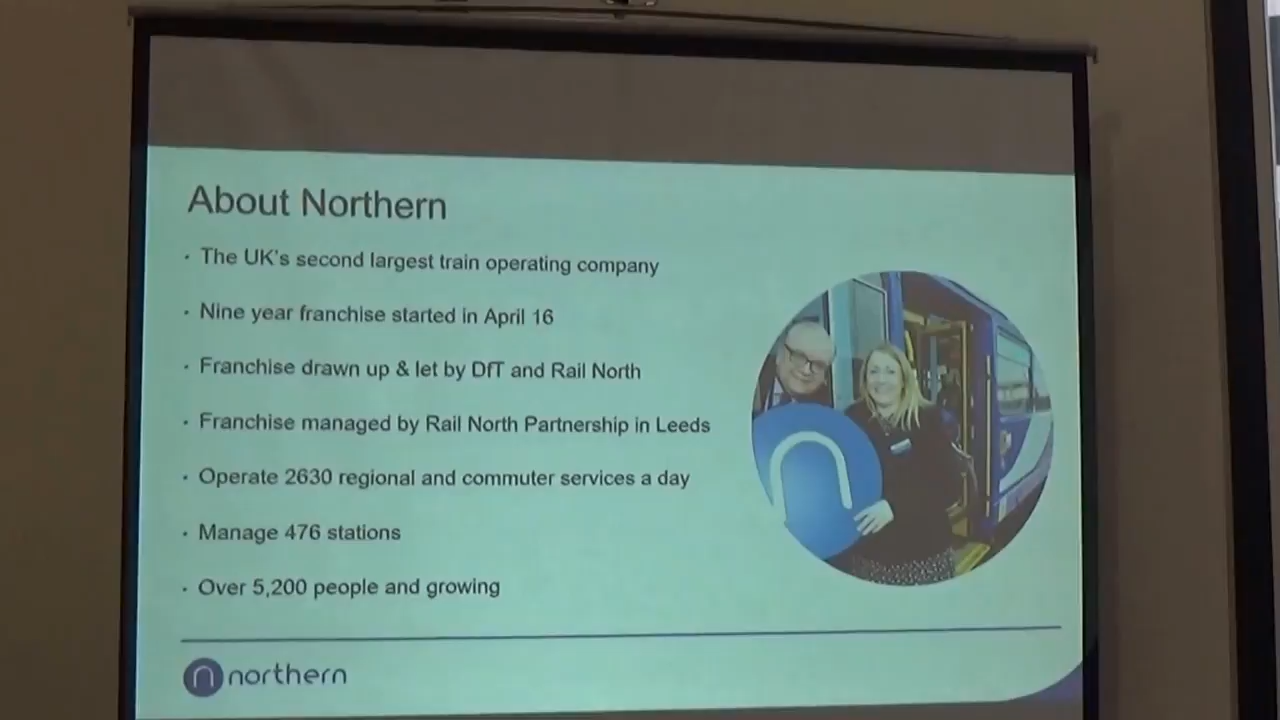 About Northern
· The UK's second largest train operating company
· Nine year franchise started in April 16
· Franchise drawn up & let by DfT and Rail North
· Franchise managed by Rail North Partnership in Leeds
· Operate 2630 regional and commuter services a day
· Manage 476 stations
· Over 5,200 people and growing
n northern